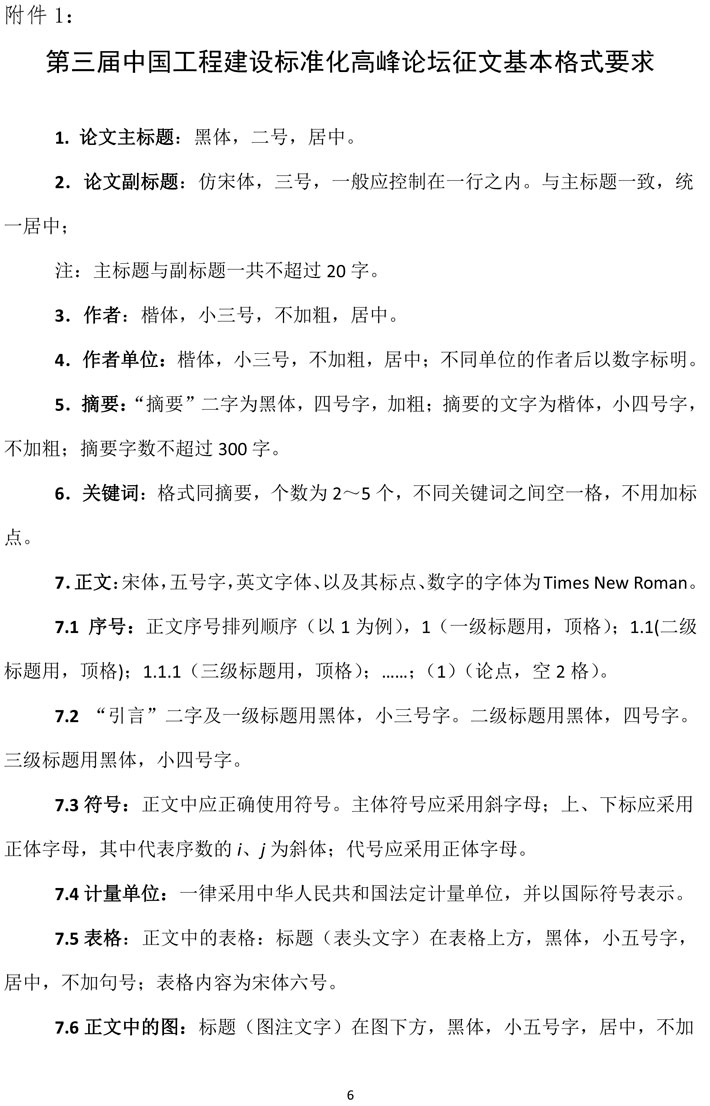 附件 1：
第三届中国工程建设标准化高峰论坛征文基本格式要求
1. 论文主标题：黑体，二号，居中。
2．论文副标题：仿宋体，三号，一般应控制在一行之内。与主标题一致，统
一居中；
注：主标题与副标题一共不超过 20 字。
3．作者：楷体，小三号，不加粗，居中。
4．作者单位：楷体，小三号，不加粗，居中；不同单位的作者后以数字标明。
5．摘要：“摘要”二字为黑体，四号字，加粗；摘要的文字为楷体，小四号字，
不加粗；摘要字数不超过 300 字。
6．关键词：格式同摘要，个数为 2～5 个，不同关键词之间空一格，不用加标
点。
7. 正文：宋体，五号字，英文字体、以及其标点、数字的字体为 Times New Roman。
7.1 序号：正文序号排列顺序（以 1 为例），1（一级标题用，顶格）；1.1(二级
标题用，顶格)；1.1.1（三级标题用，顶格）；……；（1）（论点，空 2 格）。
7.2 “引言”二字及一级标题用黑体，小三号字。二级标题用黑体，四号字。
三级标题用黑体，小四号字。
7.3 符号：正文中应正确使用符号。主体符号应采用斜字母；上、下标应采用
正体字母，其中代表序数的 i、j 为斜体；代号应采用正体字母。
7.4 计量单位：一律采用中华人民共和国法定计量单位，并以国际符号表示。
7.5 表格：正文中的表格：标题（表头文字）在表格上方，黑体，小五号字，
居中，不加句号；表格内容为宋体六号。
7.6 正文中的图：标题（图注文字）在图下方，黑体，小五号字，居中，不加
6